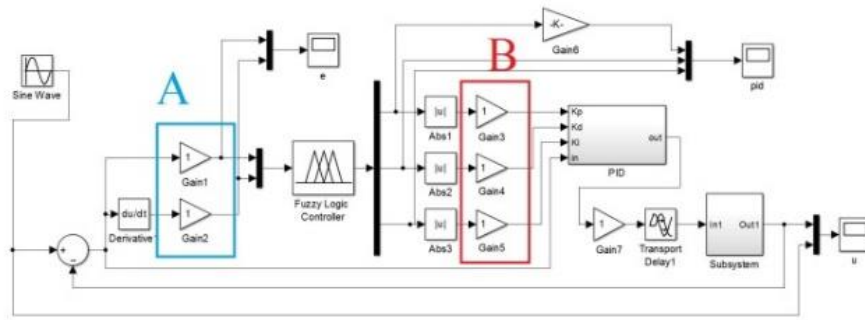 -K-
Gain6
B
pid
e
Sine Wave
A
|u|
Abs1
1
Gain3
Kp
Kd
Ki
in
out
PID
1
Gain1
Fuzzy Logic
Controller
|u|
Abs2
1
Gain4
du/dt
Derivative
1
Gain2
|u|
Abs3
1
Gain5
1
Gain7
Transport
Delay1
In1
Out1
Subsystem
u
+
−